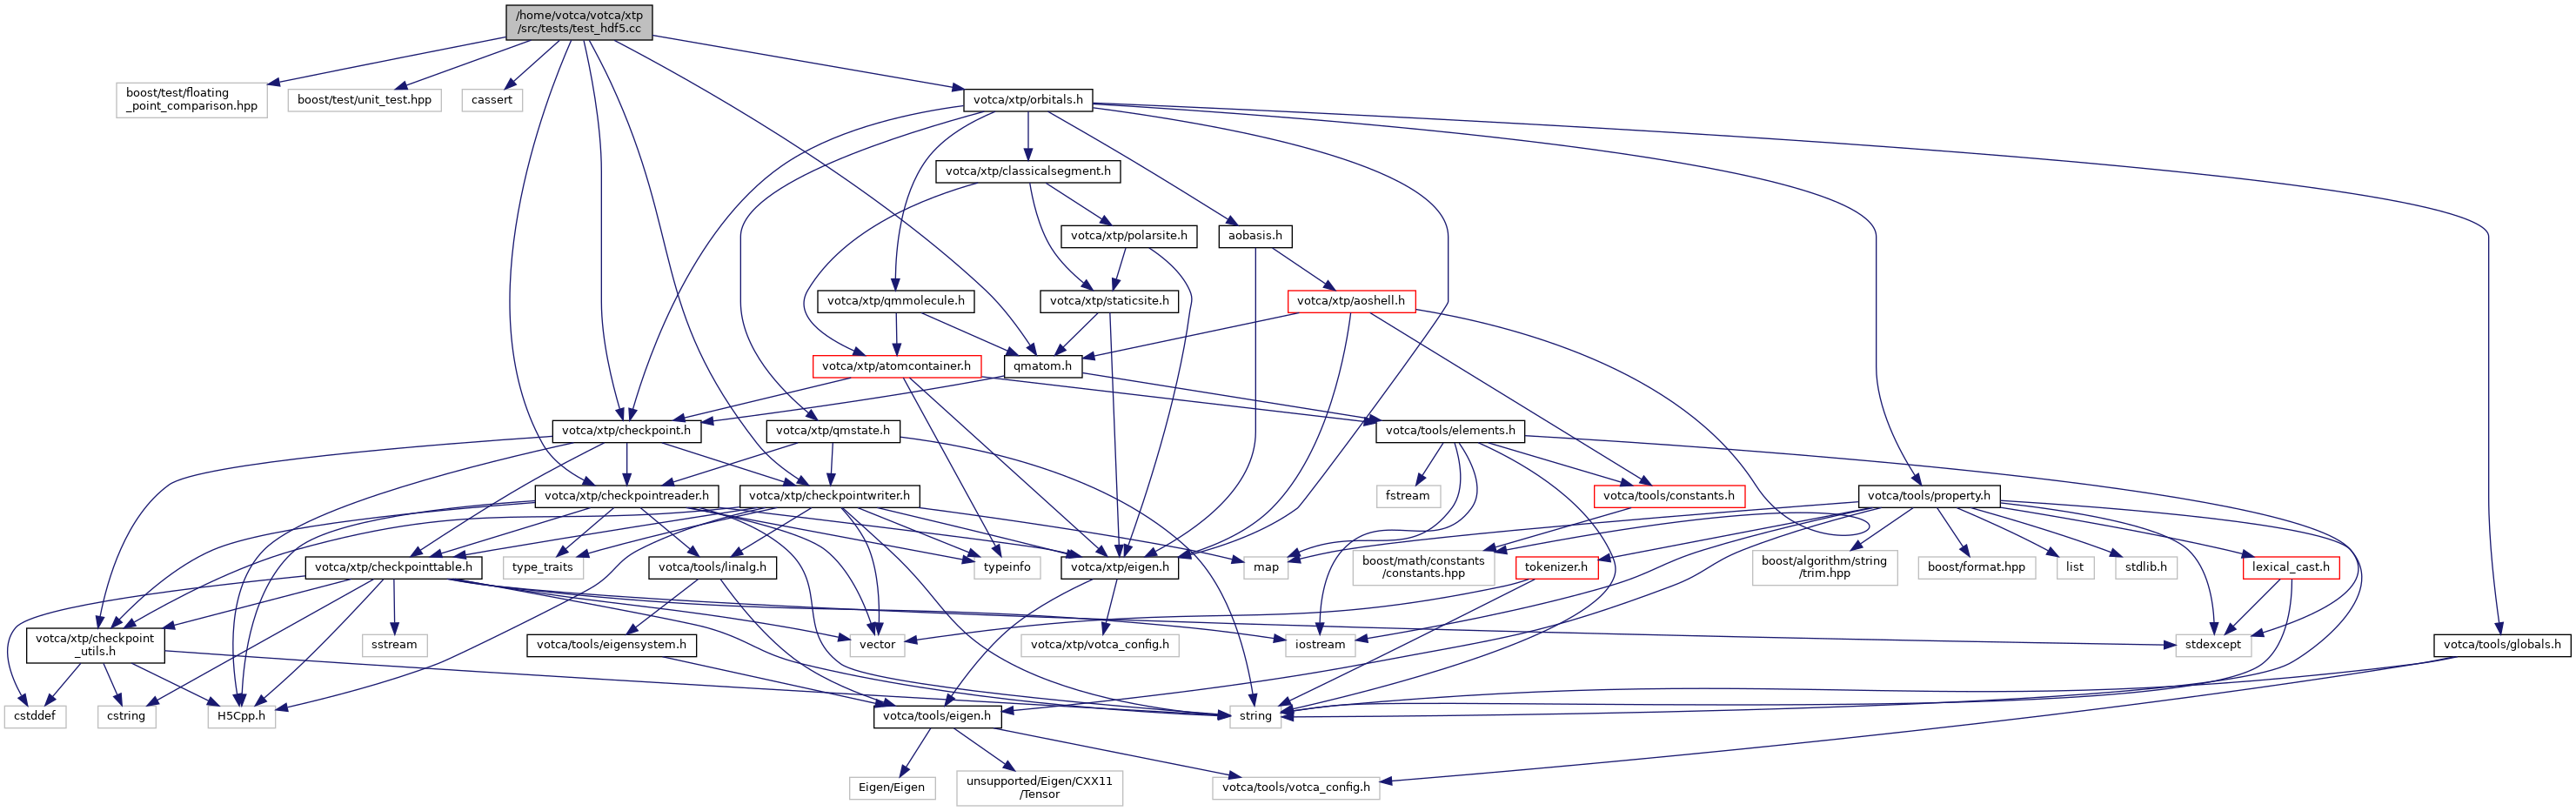 /home/votca/votca/xtp
/src/tests/test_hdf5.cc
boost/test/floating
_point_comparison.hpp
boost/test/unit_test.hpp
cassert
votca/xtp/orbitals.h
votca/xtp/classicalsegment.h
votca/xtp/polarsite.h
aobasis.h
votca/xtp/qmmolecule.h
votca/xtp/staticsite.h
votca/xtp/aoshell.h
votca/xtp/atomcontainer.h
qmatom.h
votca/xtp/checkpoint.h
votca/xtp/qmstate.h
votca/tools/elements.h
votca/xtp/checkpointreader.h
votca/xtp/checkpointwriter.h
fstream
votca/tools/constants.h
votca/tools/property.h
votca/xtp/checkpointtable.h
type_traits
votca/tools/linalg.h
typeinfo
votca/xtp/eigen.h
map
boost/math/constants
/constants.hpp
tokenizer.h
boost/algorithm/string
/trim.hpp
boost/format.hpp
list
stdlib.h
lexical_cast.h
votca/xtp/checkpoint
_utils.h
sstream
votca/tools/eigensystem.h
vector
votca/xtp/votca_config.h
iostream
stdexcept
votca/tools/globals.h
cstddef
cstring
H5Cpp.h
votca/tools/eigen.h
string
Eigen/Eigen
unsupported/Eigen/CXX11
/Tensor
votca/tools/votca_config.h